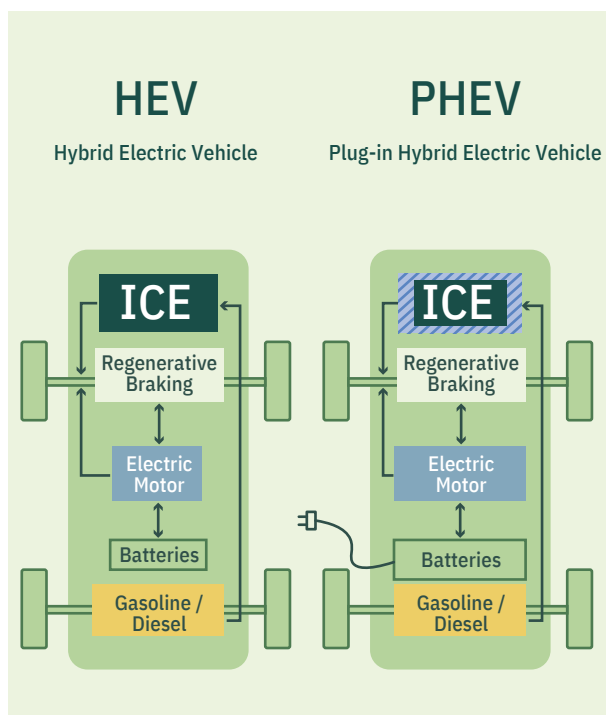 HEV
Hybrid Electric Vehicle
ICE
Regenerative
Braking
Electric
Motor
Batteries
Gasoline /
Diesel
PHEV
Plug-in Hybrid Electric Vehicle
ICE
Regenerative
Braking
Electric
Motor
Batteries
Gasoline /
Diesel